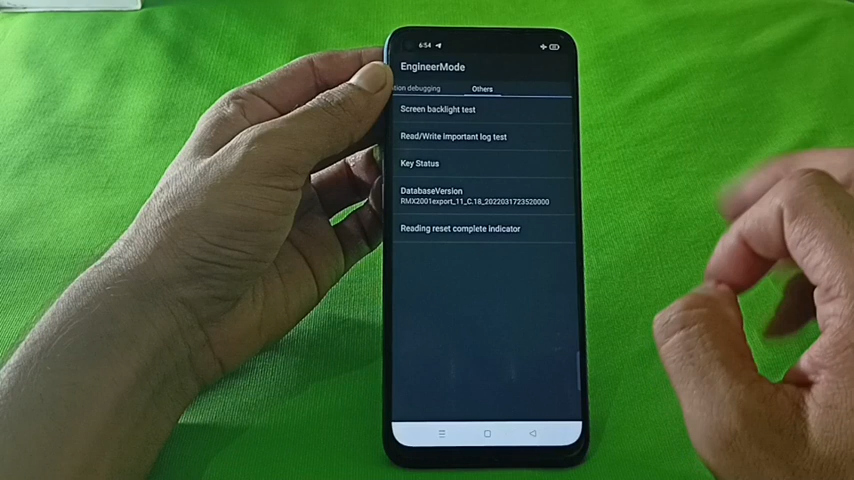 6:54
EngineerMode
tion debugging Others
Screen backlight test
Read/Write important log test
Key Status
DatabaseVersion
RMX2001export_11_C.18_2022031723520000
Reading reset complete indicator